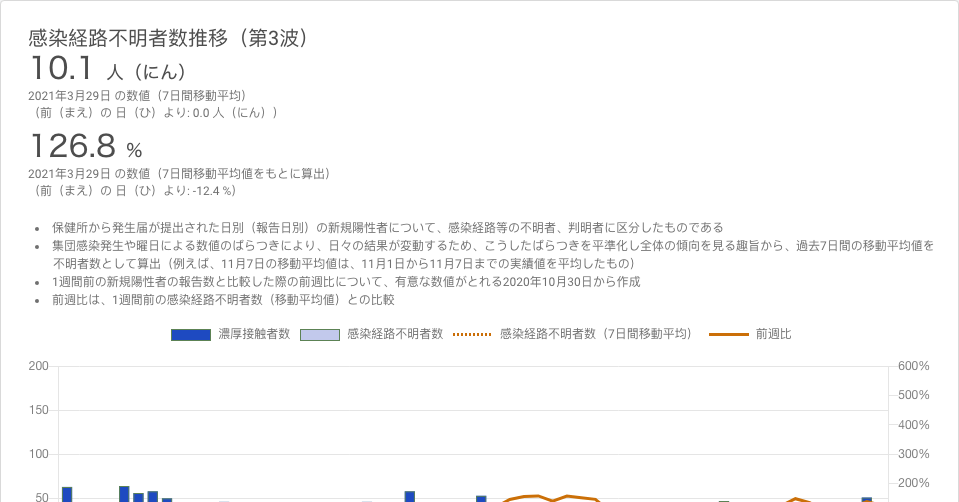 感染経路不明者数推移（第3波）
10.1 人（にん）
2021年3月29日 の数値（7日間移動平均）
（前（まえ）の 日（ひ）より: 0.0 人（にん））
126.8 %
2021年3月29日 の数値（7日間移動平均値をもとに算出）
（前（まえ）の 日（ひ）より: -12.4 %）
• 保健所から発生届が提出された日別（報告日別）の新規陽性者について、感染経路等の不明者、判明者に区分したものである
• 集団感染発生や曜日による数値のばらつきにより、日々の結果が変動するため、こうしたばらつきを平準化し全体の傾向を見る趣旨から、過去7日間の移動平均値を
不明者数として算出（例えば、11月7日の移動平均値は、11月1日から11月7日までの実績値を平均したもの）
• 1週間前の新規陽性者の報告数と比較した際の前週比について、有意な数値がとれる2020年10月30日から作成
• 前週比は、1週間前の感染経路不明者数（移動平均値）との比較
濃厚接触者数 感染経路不明者数 感染経路不明者数（7日間移動平均） 前週比
200 600%
500%
150
400%
100 300%
200%
50